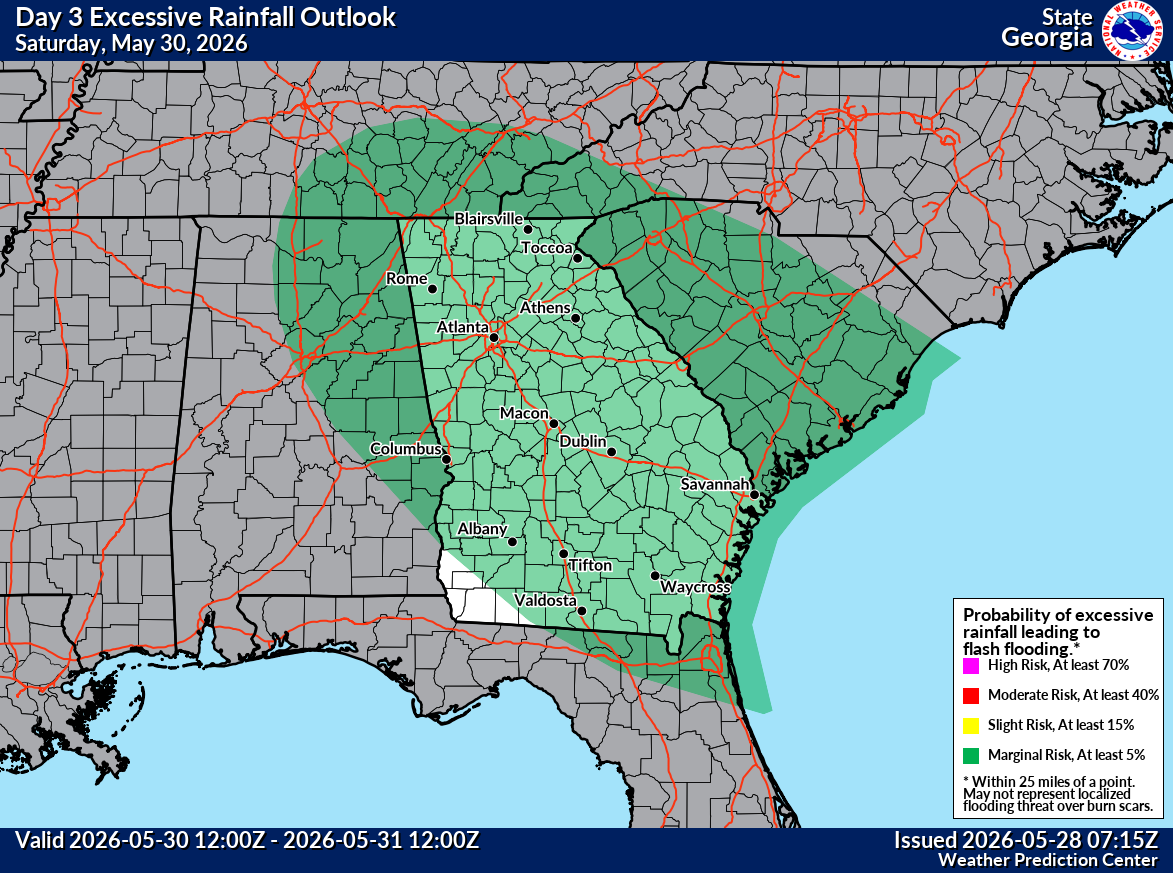 Day 3 Excessive Rainfall Outlook
Saturday, May 30, 2026
State
Georgia
NATIONAL WEATHER SERVICE
Blairsville
Toccoa
Rome
Athens
Atlanta
Macon
Dublin
Columbus
Savannah
Albany
Tifton
Waycross
Valdosta
Probability of excessive
rainfall leading to
flash flooding.*
High Risk, At least 70%
Moderate Risk, At least 40%
Slight Risk, At least 15%
Marginal Risk, At least 5%
* Within 25 miles of a point.
May not represent localized
flooding threat over burn scars.
Valid 2026-05-30 12:00Z - 2026-05-31 12:00Z
Issued 2026-05-28 07:15Z
Weather Prediction Center